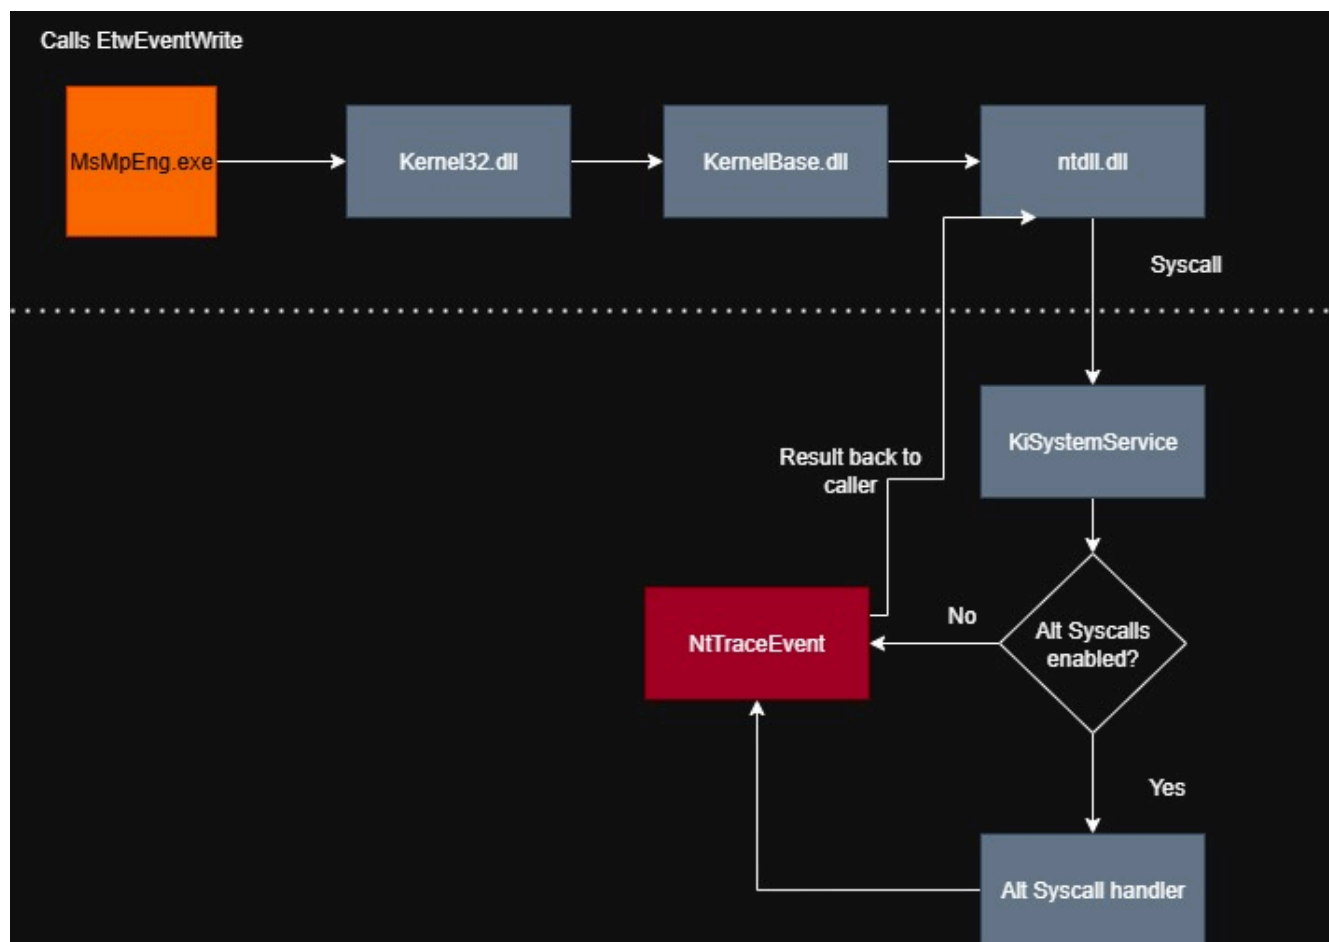 Calls EtwEventWrite
MsMpEng.exe
Kernel32.dll
KernelBase.dll
ntdll.dll
Syscall
KiSystemService
Result back to
caller
Alt Syscalls
enabled?
No
NtTraceEvent
Yes
Alt Syscall handler